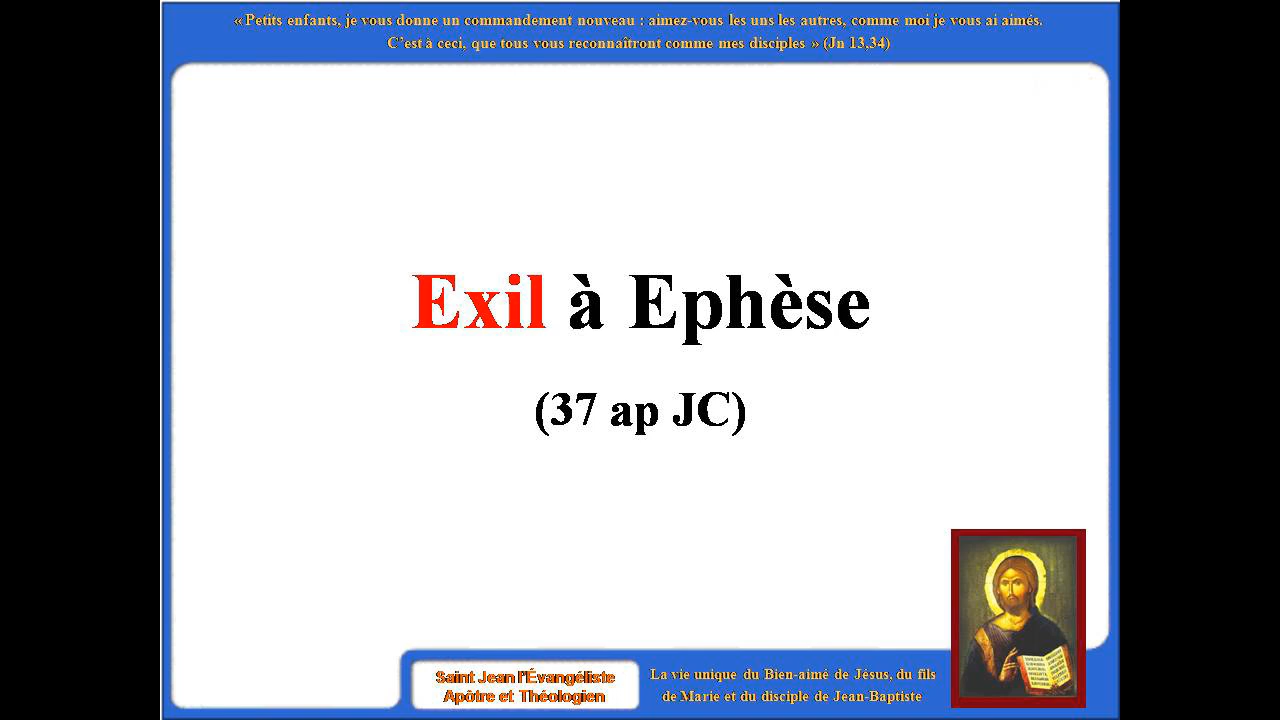 « Petits enfants, je vous donne un commandement nouveau : aimez-vous les uns les autres, comme moi je vous ai aimés.
C’est à ceci, que tous vous reconnaîtront comme mes disciples » (Jn 13,34)
Exil à Ephèse
(37 ap JC)
Saint Jean l'Évangéliste
Apôtre et Théologien
La vie unique du Bien-aimé de Jésus, du fils
de Marie et du disciple de Jean-Baptiste